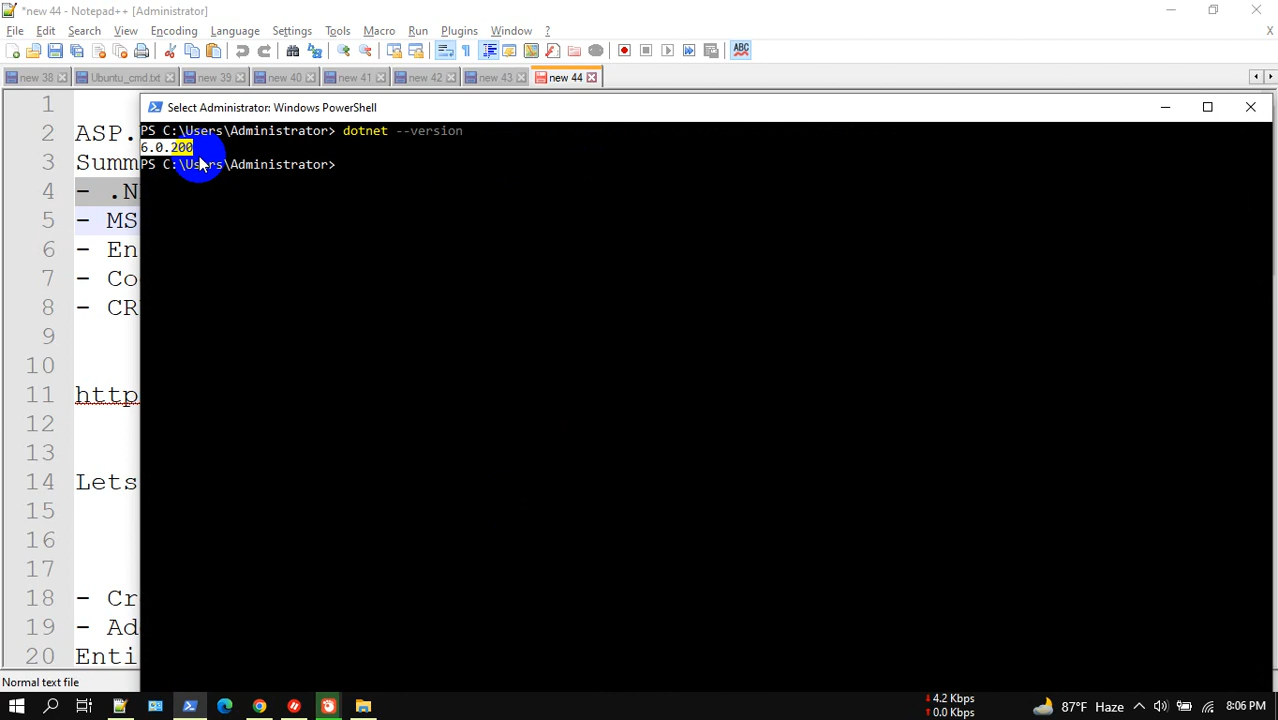 *new 44 - Notepad++ [Administrator]
File Edit Search View Encoding Language Settings Tools Macro Run Plugins Window ? X
ABC
new 38 Ubuntu_cmd.txt new 39 new 40 new 41 new 42 new 43 new 44
Select Administrator: Windows PowerShell
PS C:\Users\Administrator> dotnet --version
6.0.200
PS C:\Users\Administrator>
1
2 ASP.
3 Summ
4 - .N
5 - MS
6 - En
7 - Co
8 - CR
9
10
11 http
12
13
14 Lets
15
16
17
18 - Cr
19 - Ad
20 Enti
Normal text file
4.2 Kbps
0.0 Kbps
87°F Haze 8:06 PM